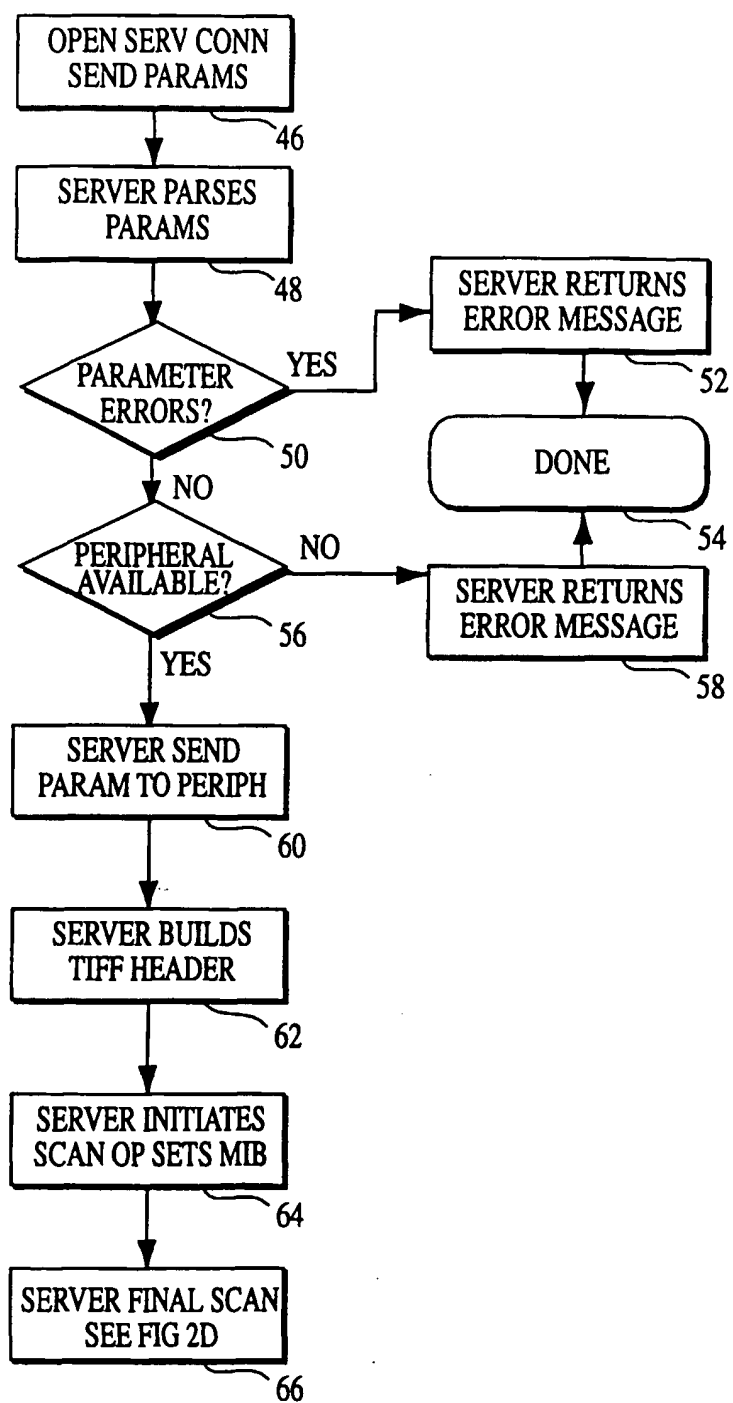 OPEN SERV CONN
SEND PARAMS
46
SERVER PARSES
PARAMS
48
PARAMETER
ERRORS?
50
YES
SERVER RETURNS
ERROR MESSAGE
52
DONE
54
NO
PERIPHERAL
AVAILABLE?
56
NO
SERVER RETURNS
ERROR MESSAGE
58
YES
SERVER SEND
PARAM TO PERIPH
60
SERVER BUILDS
TIFF HEADER
62
SERVER INITIATES
SCAN OP SETS MIB
64
SERVER FINAL SCAN
SEE FIG 2D
66